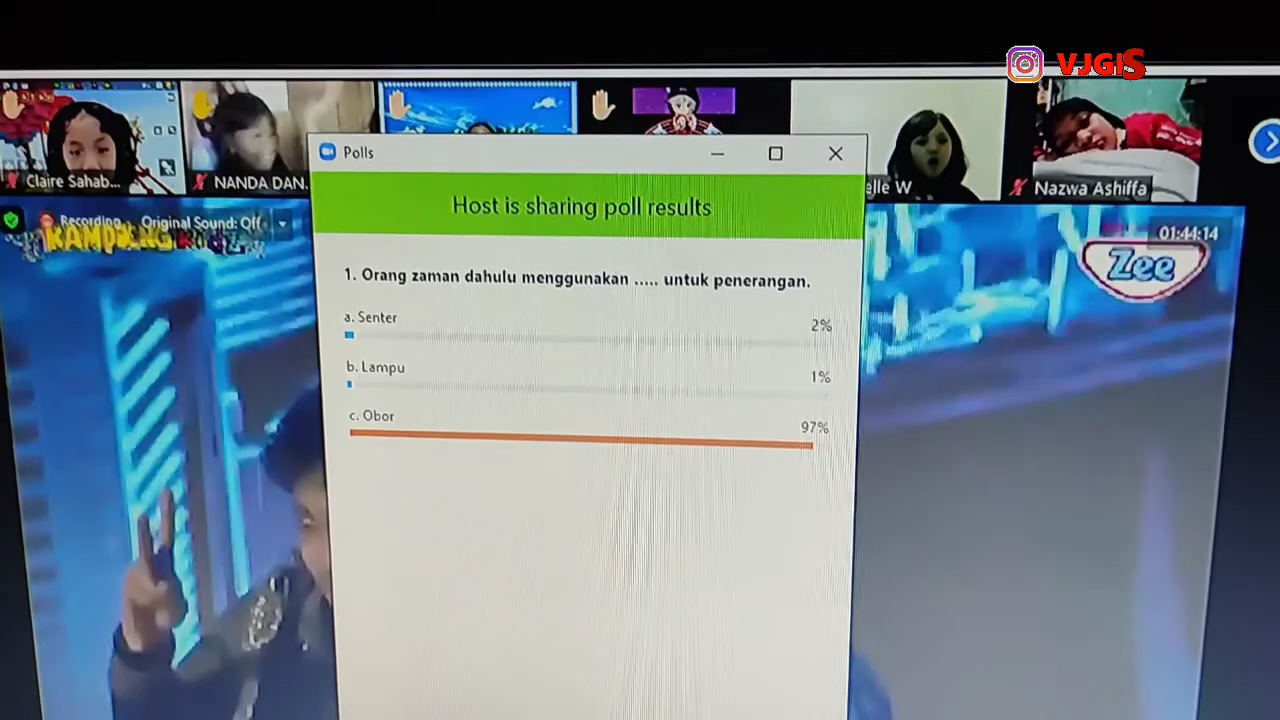 VJGIS
Claire Sahab...
NANDA DAN.
elle W
Nazwa Ashiffa
Recording
Original Sound: Off
KAMPOENG
Zee
01:44:14
Polls
Host is sharing poll results
1. Orang zaman dahulu menggunakan ..... untuk penerangan.
a. Senter
2%
b. Lampu
1%
c. Obor
97%